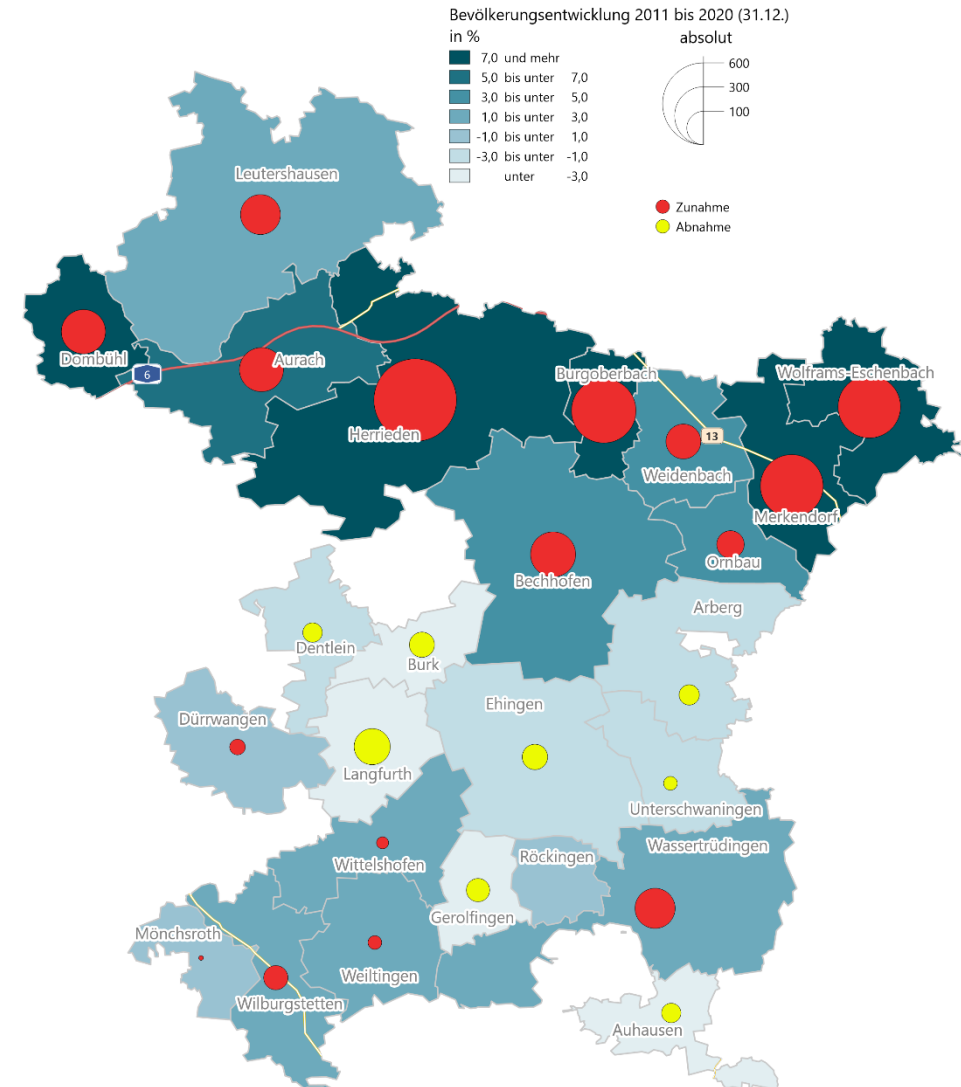 Bevölkerungsentwicklung 2011 bis 2020 (31.12.)
in %
absolut
7,0 und mehr
5,0 bis unter 7,0
3,0 bis unter 5,0
1,0 bis unter 3,0
-1,0 bis unter 1,0
-3,0 bis unter -1,0
unter -3,0
600
300
100
Zunahme
Abnahme
Leutershausen
Dombühl
Aurach
6
Burgoberbach
Wolframs-Eschenbach
Herrieden
13
Weidenbach
Merkendorf
Ornbau
Bechhofen
Arberg
Dentlein
Burk
Ehingen
Dürrwangen
Langfurth
Unterschwaningen
Wassertrüdingen
Wittelshofen
Röckingen
Gerolfingen
Mönchsroth
Weiltingen
Wilburgstetten
Auhausen